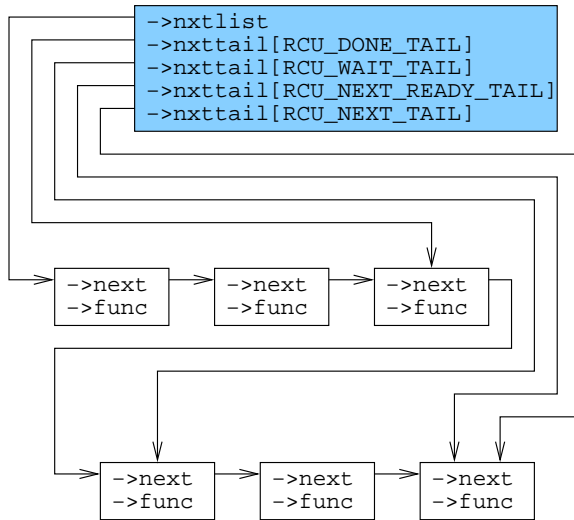 ->nxtlist
->nxttail[RCU_DONE_TAIL]
->nxttail[RCU_WAIT_TAIL]
->nxttail[RCU_NEXT_READY_TAIL]
->nxttail[RCU_NEXT_TAIL]
->next ->next ->next
->func ->func ->func
->next ->next ->next
->func ->func ->func